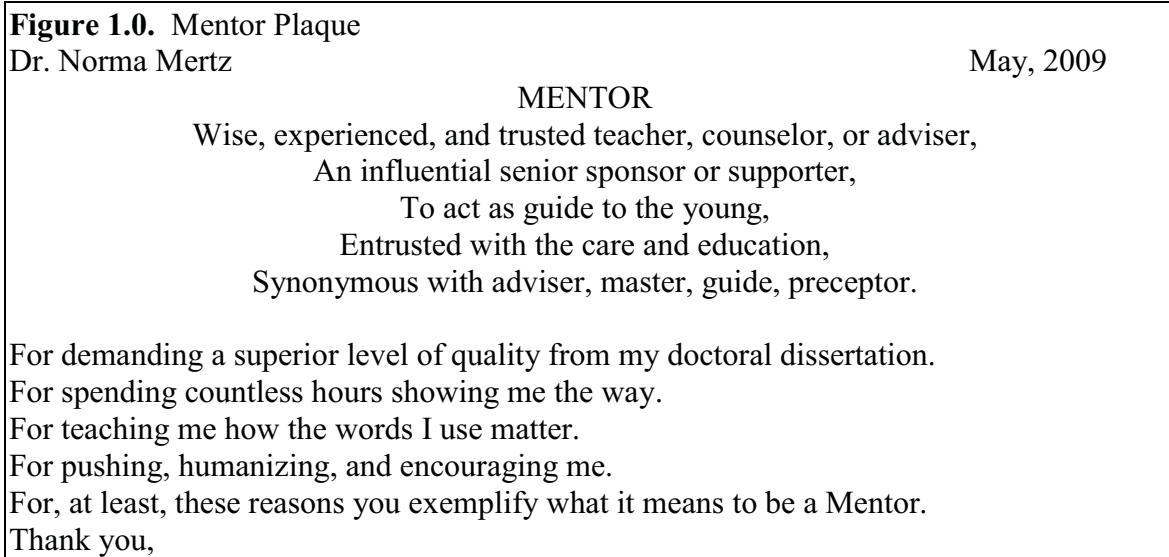 Figure 1.0. Mentor Plaque
Dr. Norma Mertz May, 2009
MENTOR
Wise, experienced, and trusted teacher, counselor, or adviser,
An influential senior sponsor or supporter,
To act as guide to the young,
Entrusted with the care and education,
Synonymous with adviser, master, guide, preceptor.
For demanding a superior level of quality from my doctoral dissertation.
For spending countless hours showing me the way.
For teaching me how the words I use matter.
For pushing, humanizing, and encouraging me.
For, at least, these reasons you exemplify what it means to be a Mentor.
Thank you,